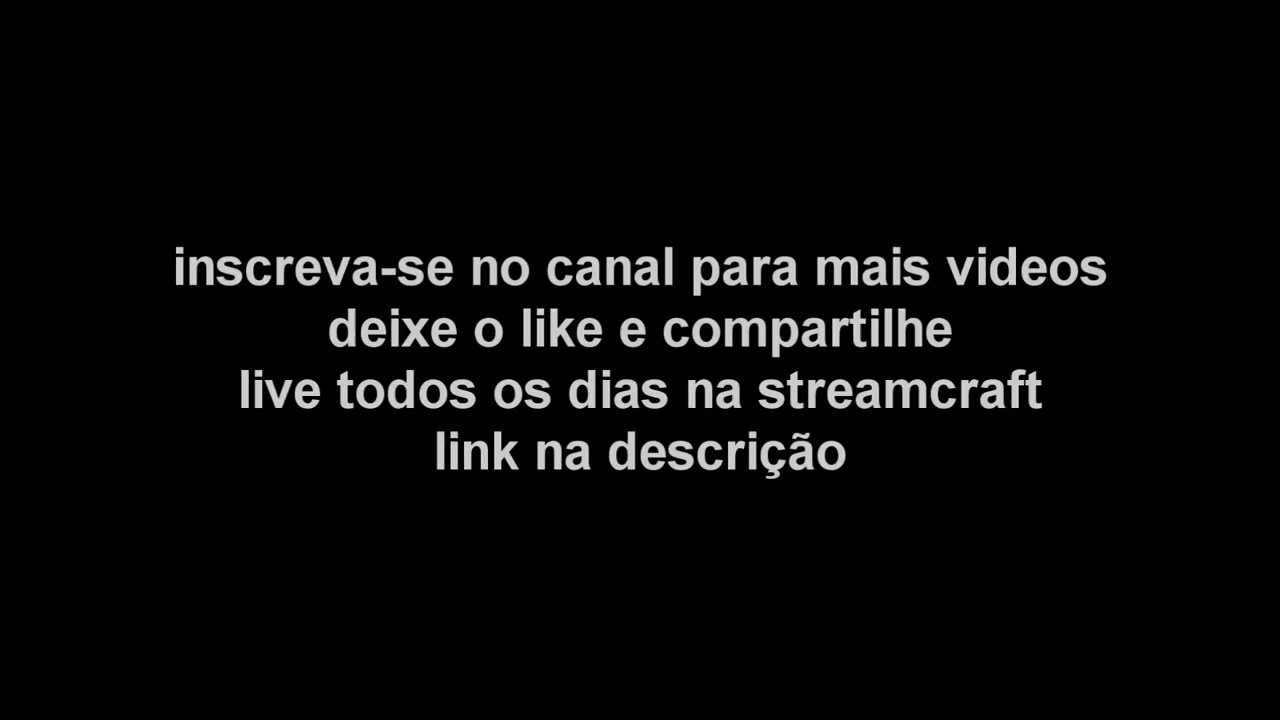 inscreva-se no canal para mais videos
deixe o like e compartilhe
live todos os dias na streamcraft
link na descrição